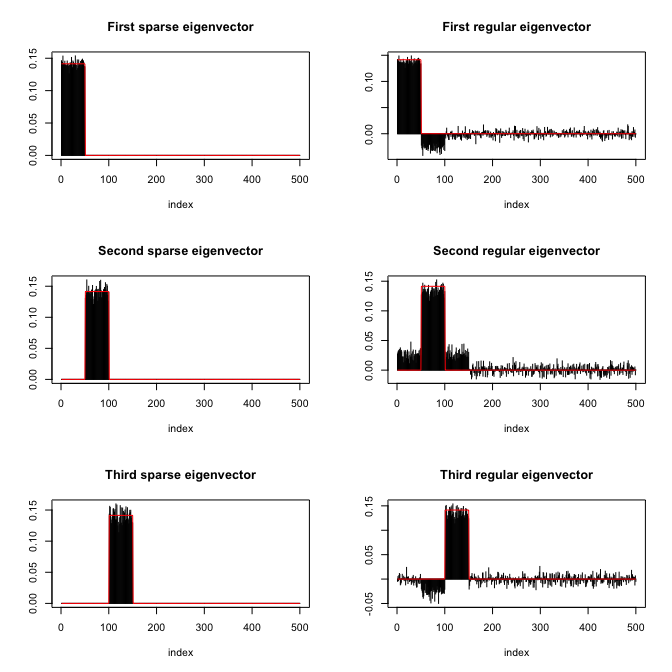 First sparse eigenvector
0.00 0.05 0.10 0.15
0 100 200 300 400 500
index
First regular eigenvector
0.00 0.10
0 100 200 300 400 500
index
Second sparse eigenvector
0.00 0.05 0.10 0.15
0 100 200 300 400 500
index
Second regular eigenvector
0.00 0.05 0.10 0.15
0 100 200 300 400 500
index
Third sparse eigenvector
0.00 0.05 0.10 0.15
0 100 200 300 400 500
index
Third regular eigenvector
-0.05 0.05 0.15
0 100 200 300 400 500
index